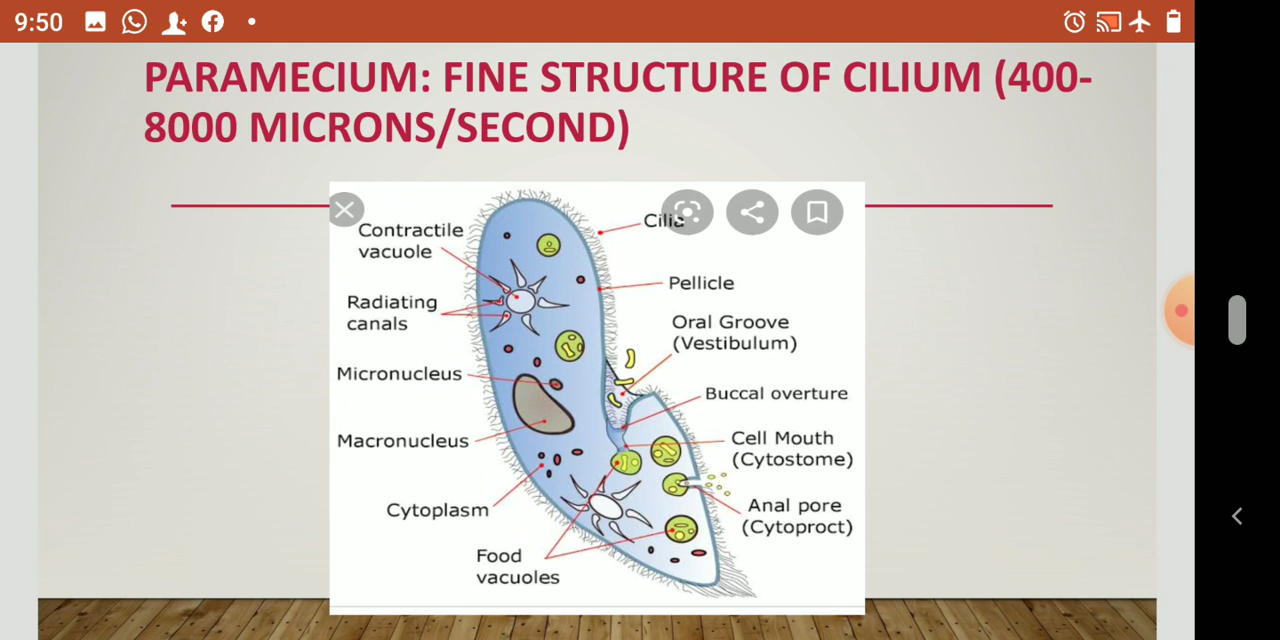 9:50
PARAMECIUM: FINE STRUCTURE OF CILIUM (400-
8000 MICRONS/SECOND)
Contractile
vacuole
Cilia
Radiating
canals
Pellicle
Oral Groove
(Vestibulum)
Micronucleus
Buccal overture
Macronucleus
Cell Mouth
(Cytostome)
Cytoplasm
Anal pore
(Cytoproct)
Food
vacuoles